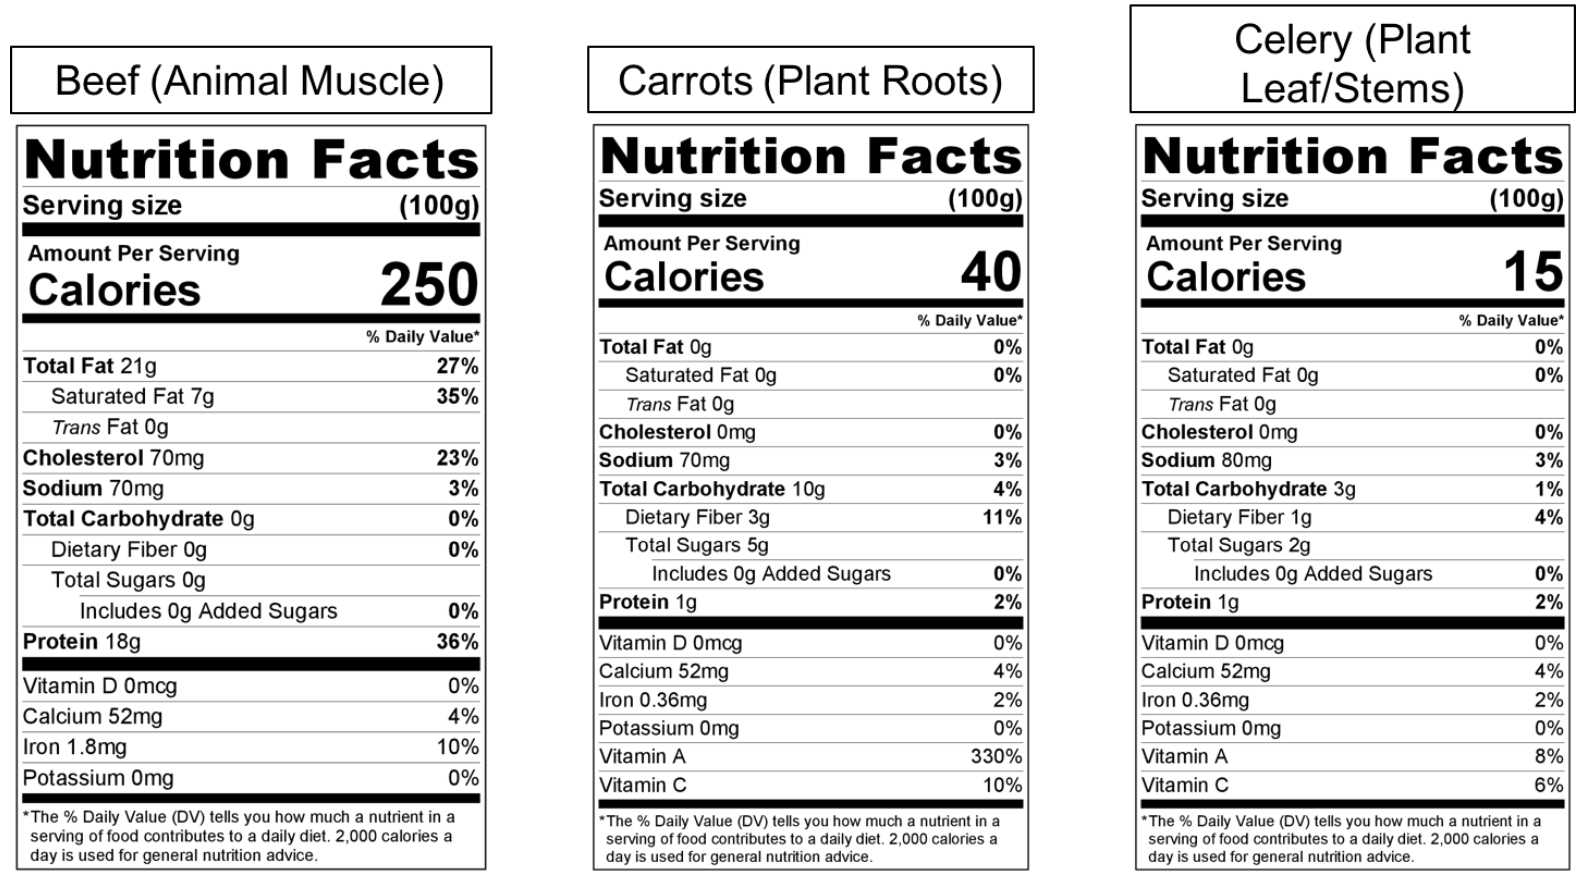 Beef (Animal Muscle)
Nutrition Facts
Serving size (100g)
Amount Per Serving
Calories 250
% Daily Value*
Total Fat 21g 27%
Saturated Fat 7g 35%
Trans Fat 0g
Cholesterol 70mg 23%
Sodium 70mg 3%
Total Carbohydrate 0g 0%
Dietary Fiber 0g 0%
Total Sugars 0g
Includes 0g Added Sugars 0%
Protein 18g 36%
Vitamin D 0mcg 0%
Calcium 52mg 4%
Iron 1.8mg 10%
Potassium 0mg 0%
*The % Daily Value (DV) tells you how much a nutrient in a
serving of food contributes to a daily diet. 2,000 calories a
day is used for general nutrition advice.
Carrots (Plant Roots)
Nutrition Facts
Serving size (100g)
Amount Per Serving
Calories 40
% Daily Value*
Total Fat 0g 0%
Saturated Fat 0g 0%
Trans Fat 0g
Cholesterol 0mg 0%
Sodium 70mg 3%
Total Carbohydrate 10g 4%
Dietary Fiber 3g 11%
Total Sugars 5g
Includes 0g Added Sugars 0%
Protein 1g 2%
Vitamin D 0mcg 0%
Calcium 52mg 4%
Iron 0.36mg 2%
Potassium 0mg 0%
Vitamin A 330%
Vitamin C 10%
*The % Daily Value (DV) tells you how much a nutrient in a
serving of food contributes to a daily diet. 2,000 calories a
day is used for general nutrition advice.
Celery (Plant
Leaf/Stems)
Nutrition Facts
Serving size (100g)
Amount Per Serving
Calories 15
% Daily Value*
Total Fat 0g 0%
Saturated Fat 0g 0%
Trans Fat 0g
Cholesterol 0mg 0%
Sodium 80mg 3%
Total Carbohydrate 3g 1%
Dietary Fiber 1g 4%
Total Sugars 2g
Includes 0g Added Sugars 0%
Protein 1g 2%
Vitamin D 0mcg 0%
Calcium 52mg 4%
Iron 0.36mg 2%
Potassium 0mg 0%
Vitamin A 8%
Vitamin C 6%
*The % Daily Value (DV) tells you how much a nutrient in a
serving of food contributes to a daily diet. 2,000 calories a
day is used for general nutrition advice.